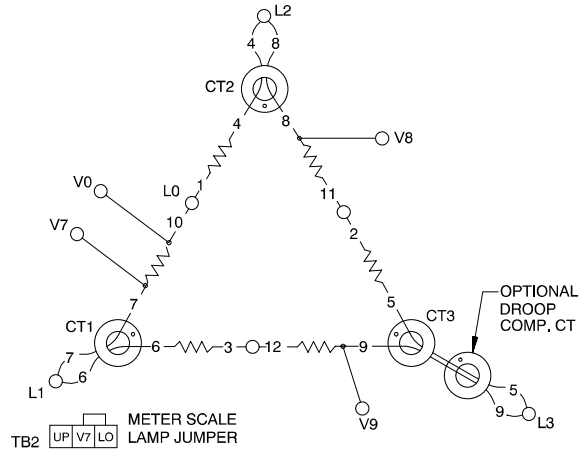 L2
4 8
CT2
4 8
V8
V0
1
L0
11
10
V7
2
7
5
OPTIONAL
DROOP
COMP. CT
CT1
CT3
6 3 12 9
7
6
L1
5
9
L3
V9
METER SCALE
LAMP JUMPER
TB2 UP V7 LO